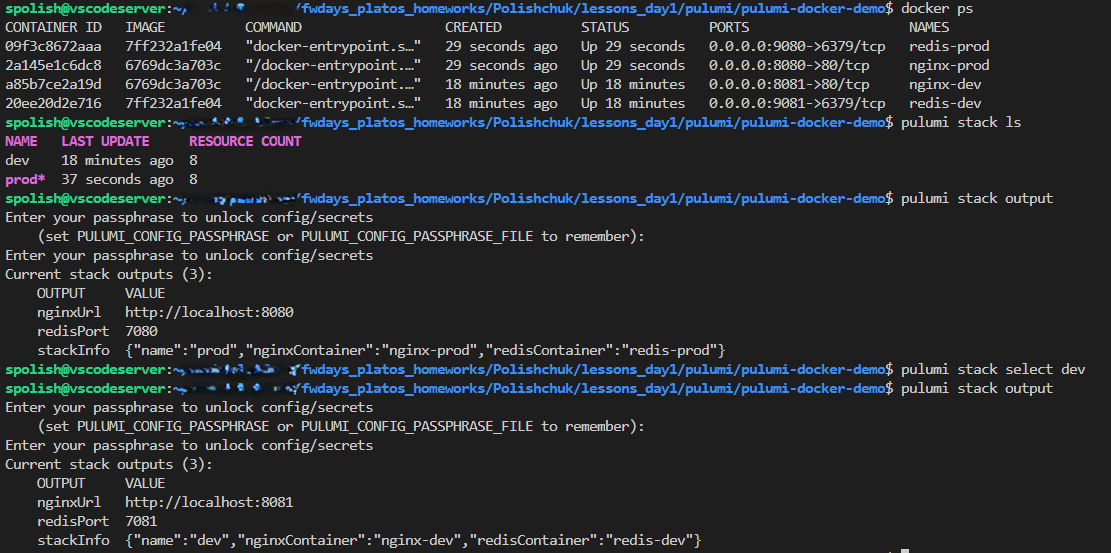 spolish@vscodeserver:~/fwdays_platos_homeworks/Polishchuk/lessons_day1/pulumi/pulumi-docker-demo$ docker ps
CONTAINER ID   IMAGE          COMMAND                  CREATED          STATUS          PORTS                    NAMES
09f3c8672aaa   7ff232a1fe04   "docker-entrypoint.s…"   29 seconds ago   Up 29 seconds   0.0.0.0:9080->6379/tcp   redis-prod
2a145e1c6dc8   6769dc3a703c   "/docker-entrypoint.…"   29 seconds ago   Up 29 seconds   0.0.0.0:8080->80/tcp     nginx-prod
a85b7ce2a19d   6769dc3a703c   "/docker-entrypoint.…"   18 minutes ago   Up 18 minutes   0.0.0.0:8081->80/tcp     nginx-dev
20ee20d2e716   7ff232a1fe04   "docker-entrypoint.s…"   18 minutes ago   Up 18 minutes   0.0.0.0:9081->6379/tcp   redis-dev
spolish@vscodeserver:~/fwdays_platos_homeworks/Polishchuk/lessons_day1/pulumi/pulumi-docker-demo$ pulumi stack ls
NAME   LAST UPDATE     RESOURCE COUNT
dev    18 minutes ago  8
prod*  37 seconds ago  8
spolish@vscodeserver:~/fwdays_platos_homeworks/Polishchuk/lessons_day1/pulumi/pulumi-docker-demo$ pulumi stack output
Enter your passphrase to unlock config/secrets
    (set PULUMI_CONFIG_PASSPHRASE or PULUMI_CONFIG_PASSPHRASE_FILE to remember):
Enter your passphrase to unlock config/secrets
Current stack outputs (3):
    OUTPUT     VALUE
    nginxUrl   http://localhost:8080
    redisPort  7080
    stackInfo  {"name":"prod","nginxContainer":"nginx-prod","redisContainer":"redis-prod"}
spolish@vscodeserver:~/fwdays_platos_homeworks/Polishchuk/lessons_day1/pulumi/pulumi-docker-demo$ pulumi stack select dev
spolish@vscodeserver:~/fwdays_platos_homeworks/Polishchuk/lessons_day1/pulumi/pulumi-docker-demo$ pulumi stack output
Enter your passphrase to unlock config/secrets
    (set PULUMI_CONFIG_PASSPHRASE or PULUMI_CONFIG_PASSPHRASE_FILE to remember):
Enter your passphrase to unlock config/secrets
Current stack outputs (3):
    OUTPUT     VALUE
    nginxUrl   http://localhost:8081
    redisPort  7081
    stackInfo  {"name":"dev","nginxContainer":"nginx-dev","redisContainer":"redis-dev"}